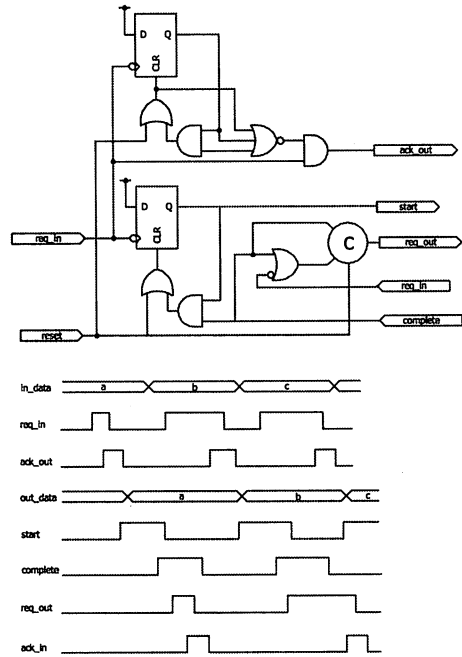 D Q
CLR
ack_out
D Q
start
CLR
req_in
C
req_out
req_in
complete
reset
in_data a b c
req_in
ack_out
out_data a b c
start
complete
req_out
ack_in